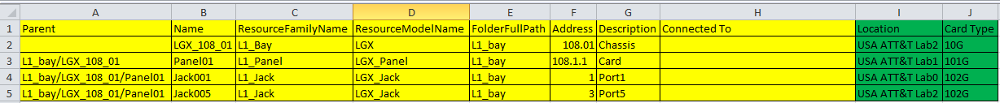 A B C D E F G H I J
1 Parent Name ResourceFamilyName ResourceModelName FolderFullPath Address Description Connected To Location Card Type
2 LGX_108_01 L1_Bay LGX L1_bay 108.01 Chassis USA ATT&T Lab2 10G
3 L1_bay/LGX_108_01 Panel01 L1_Panel LGX_Panel L1_bay 108.1.1 Card USA ATT&T Lab1 101G
4 L1_bay/LGX_108_01/Panel01 Jack001 L1_Jack LGX_Jack L1_bay 1 Port1 USA ATT&T Lab0 102G
5 L1_bay/LGX_108_01/Panel01 Jack005 L1_Jack LGX_Jack L1_bay 3 Port5 USA ATT&T Lab2 102G